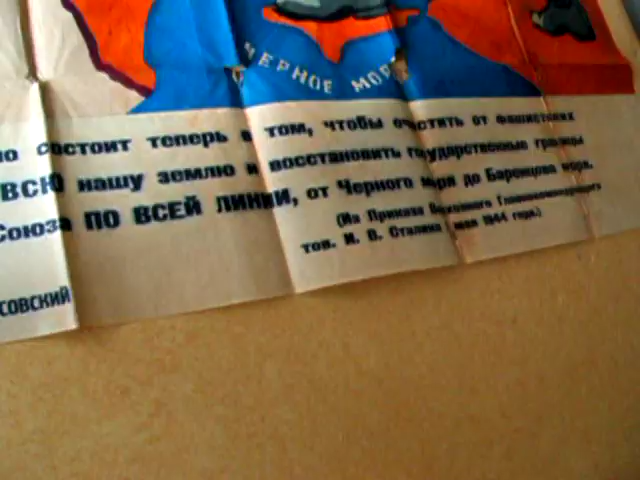 ЧЕРНОЕ МОРЕ
состоит теперь в том, чтобы очистить от фашистских
ВСЮ нашу землю и восстановить государственные границы
Союза ПО ВСЕЙ ЛИНИИ, от Черного моря до Баренцова моря.
(Из Приказа Верховного Главнокомандующего
тов. И. В. Сталина мая 1944 года.)
СОВСКИЙ